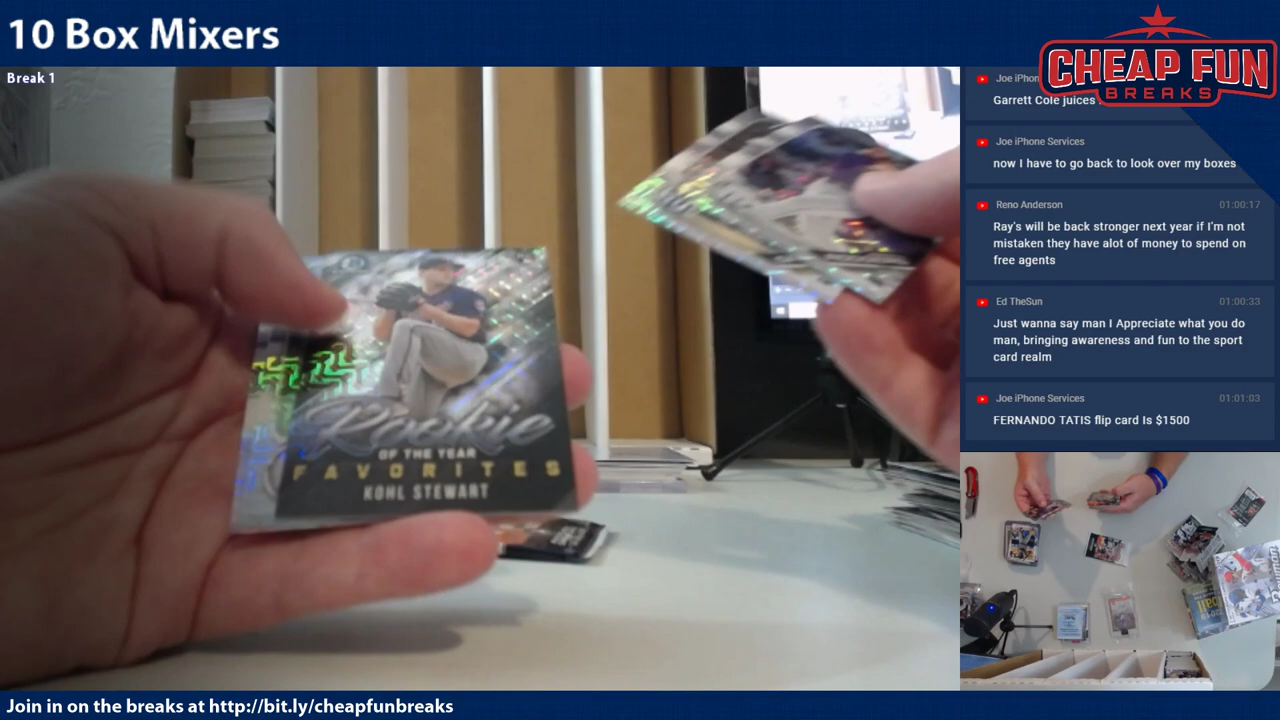 10 Box Mixers
Break 1
CHEAP FUN
BREAKS
Garrett Cole juices
Joe iPhone Services
now I have to go back to look over my boxes
Reno Anderson 01:00:17
Ray's will be back stronger next year if I'm not
mistaken they have alot of money to spend on
free agents
Ed TheSun 01:00:33
Just wanna say man I Appreciate what you do
man, bringing awareness and fun to the sport
card realm
Joe iPhone Services 01:01:03
FERNANDO TATIS flip card Is $1500
Rookie
OF THE YEAR
FAVORITES
KOHL STEWART
Join in on the breaks at http://bit.ly/cheapfunbreaks